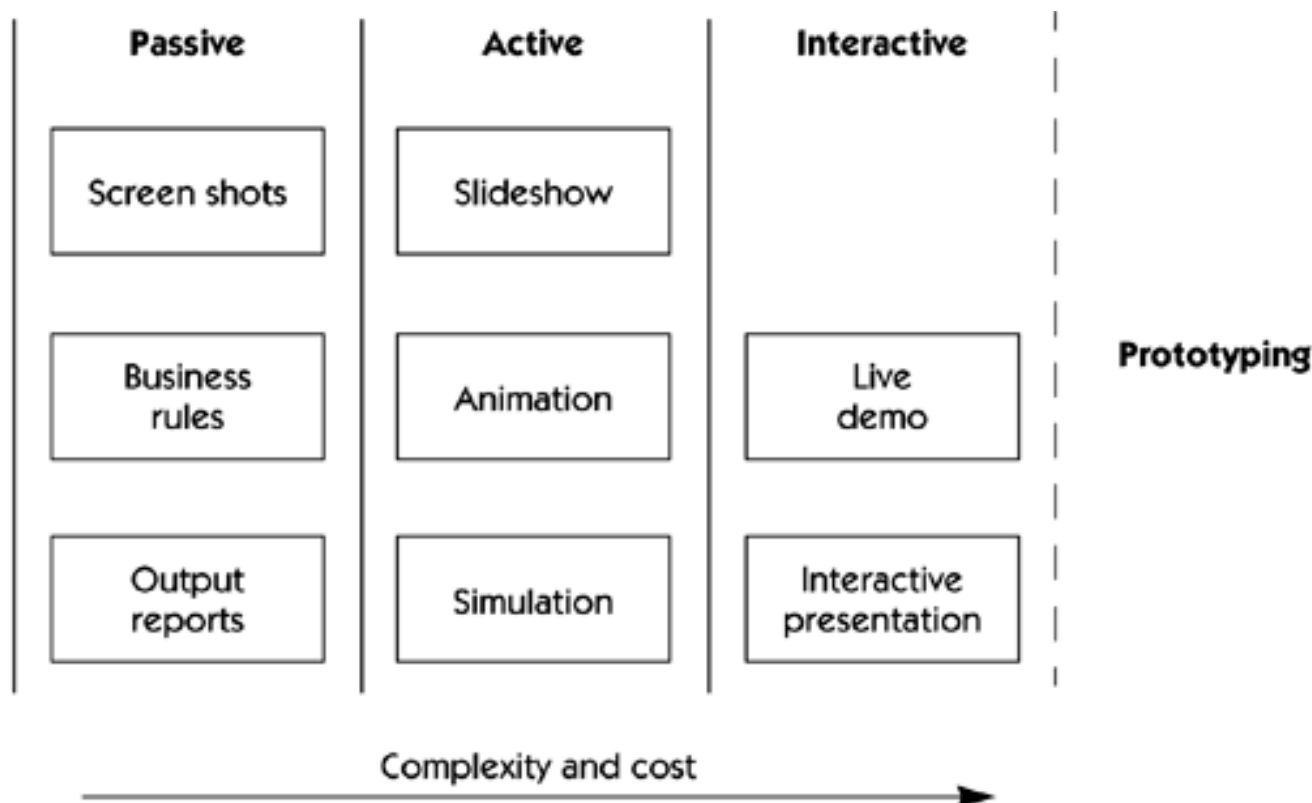 Passive
Active
Interactive
Screen shots
Slideshow
Business
rules
Animation
Live
demo
Prototyping
Output
reports
Simulation
Interactive
presentation
Complexity and cost